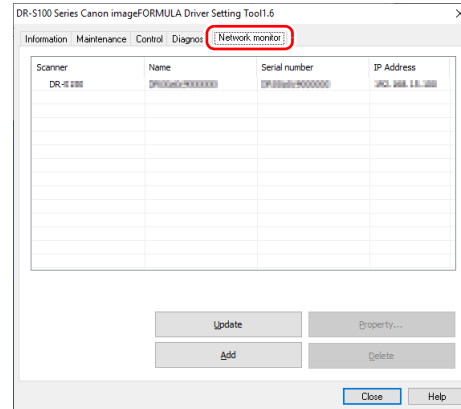 DR-S100 Series Canon imageFORMULA Driver Setting Tool1.6
Information Maintenance Control Diagnos Network monitor
Scanner Name Serial number IP Address
Update Property...
Add Delete
Close Help